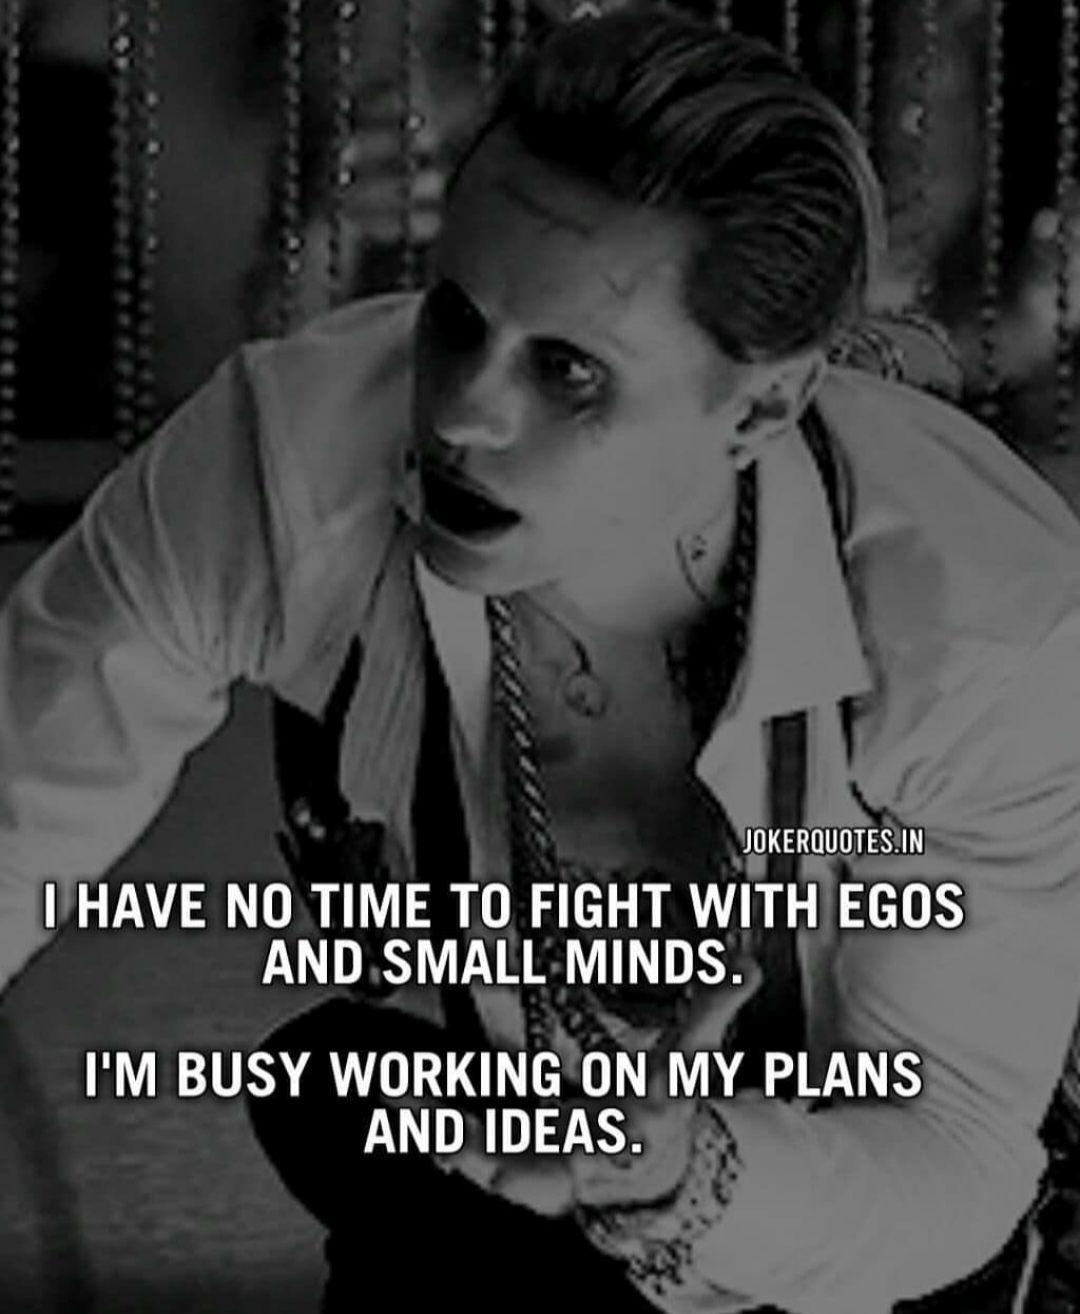 JOKERQUOTES.IN
I HAVE NO TIME TO FIGHT WITH EGOS
AND SMALL MINDS.
I'M BUSY WORKING ON MY PLANS
AND IDEAS.